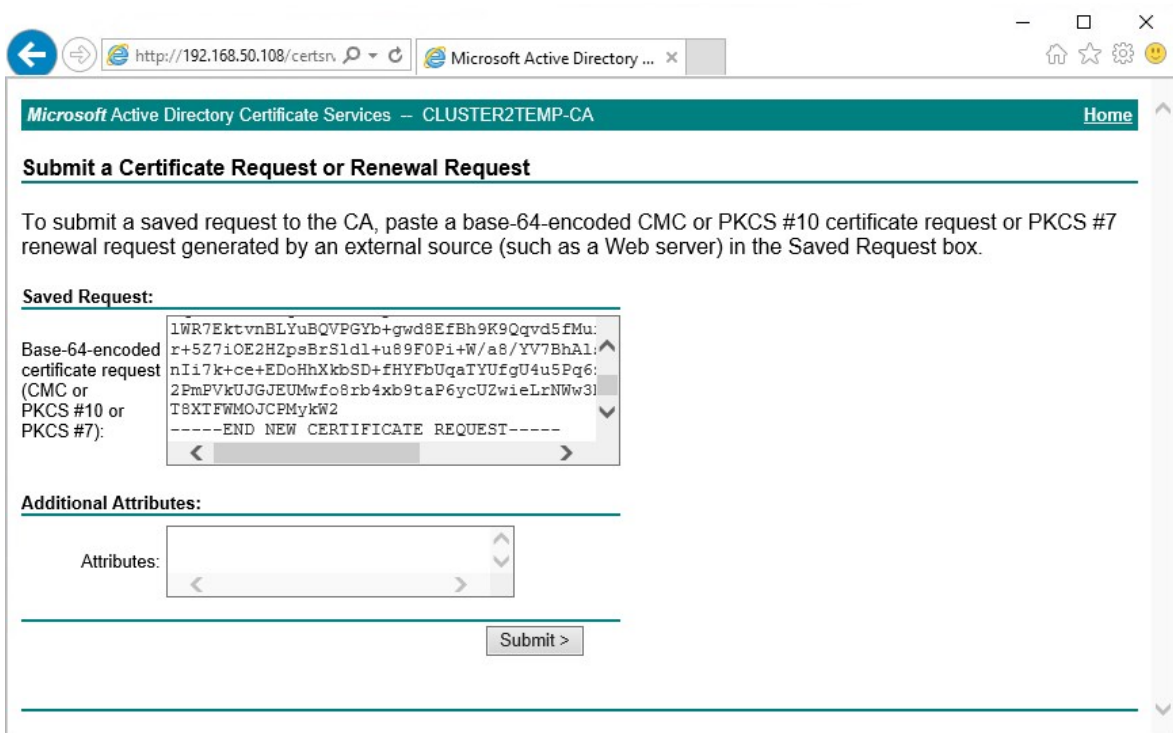 http://192.168.50.108/certsrv
Microsoft Active Directory ...
Microsoft Active Directory Certificate Services -- CLUSTER2TEMP-CA
Home
Submit a Certificate Request or Renewal Request
To submit a saved request to the CA, paste a base-64-encoded CMC or PKCS #10 certificate request or PKCS #7
renewal request generated by an external source (such as a Web server) in the Saved Request box.
Saved Request:
Base-64-encoded
certificate request
(CMC or
PKCS #10 or
PKCS #7):
lWR7EktvnBLYuBQVPGYb+gwd8EfBh9K9Qqvd5fMu
r+5Z7iOE2HZpsBrSldl+u89F0Pi+W/a8/YV7BhAl
nIi7k+ce+EDoHhXkbSD+fHYFbUqaTYUfgU4u5Pq6
2PmPVkUJGJEUMwfo8rb4xb9taP6ycUZwieLrNWw3
T8XTFWMOJCPMykW2
-----END NEW CERTIFICATE REQUEST-----
Additional Attributes:
Attributes:
Submit >